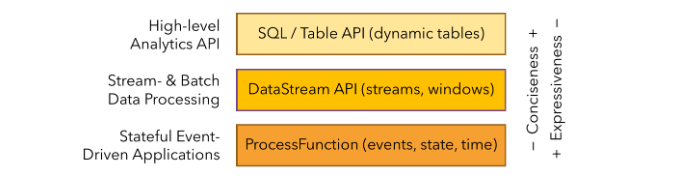 High-level
Analytics API
SQL / Table API (dynamic tables)
Stream- & Batch
Data Processing
DataStream API (streams, windows)
Stateful Event-
Driven Applications
ProcessFunction (events, state, time)
− Conciseness +
+ Expressiveness −